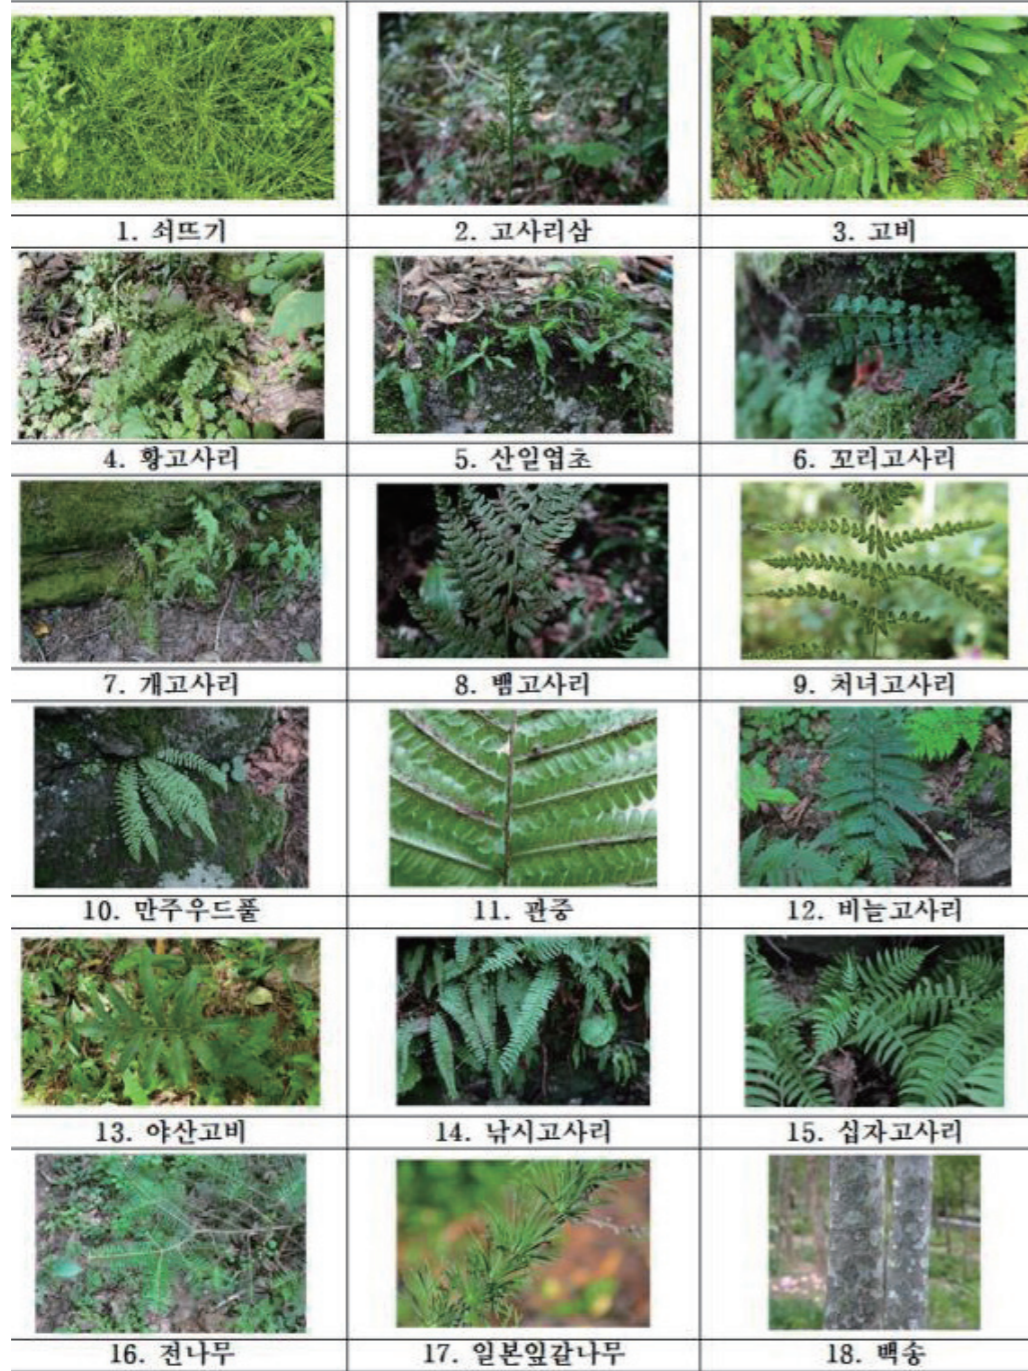 1. 쇠뜨기
2. 고사리삼
3. 고비
4. 황고사리
5. 산일엽초
6. 꼬리고사리
7. 개고사리
8. 뱀고사리
9. 처녀고사리
10. 만주우드풀
11. 관중
12. 비늘고사리
13. 야산고비
14. 낚시고사리
15. 십자고사리
16. 전나무
17. 일본잎갈나무
18. 백송